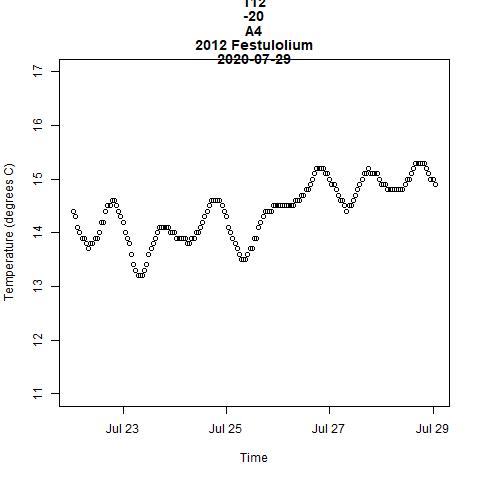 T12
-20
A4
2012 Festulolium
2020-07-29
17
16
15
14
13
12
11
Temperature (degrees C)
Jul 23
Jul 25
Jul 27
Jul 29
Time